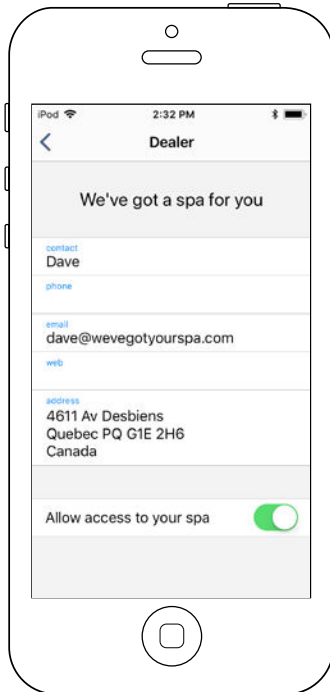 iPod 2:32 PM
Dealer
We've got a spa for you
contact
Dave
phone
email
dave@wevegotyourspa.com
web
address
4611 Av Desbiens
Quebec PQ G1E 2H6
Canada
Allow access to your spa